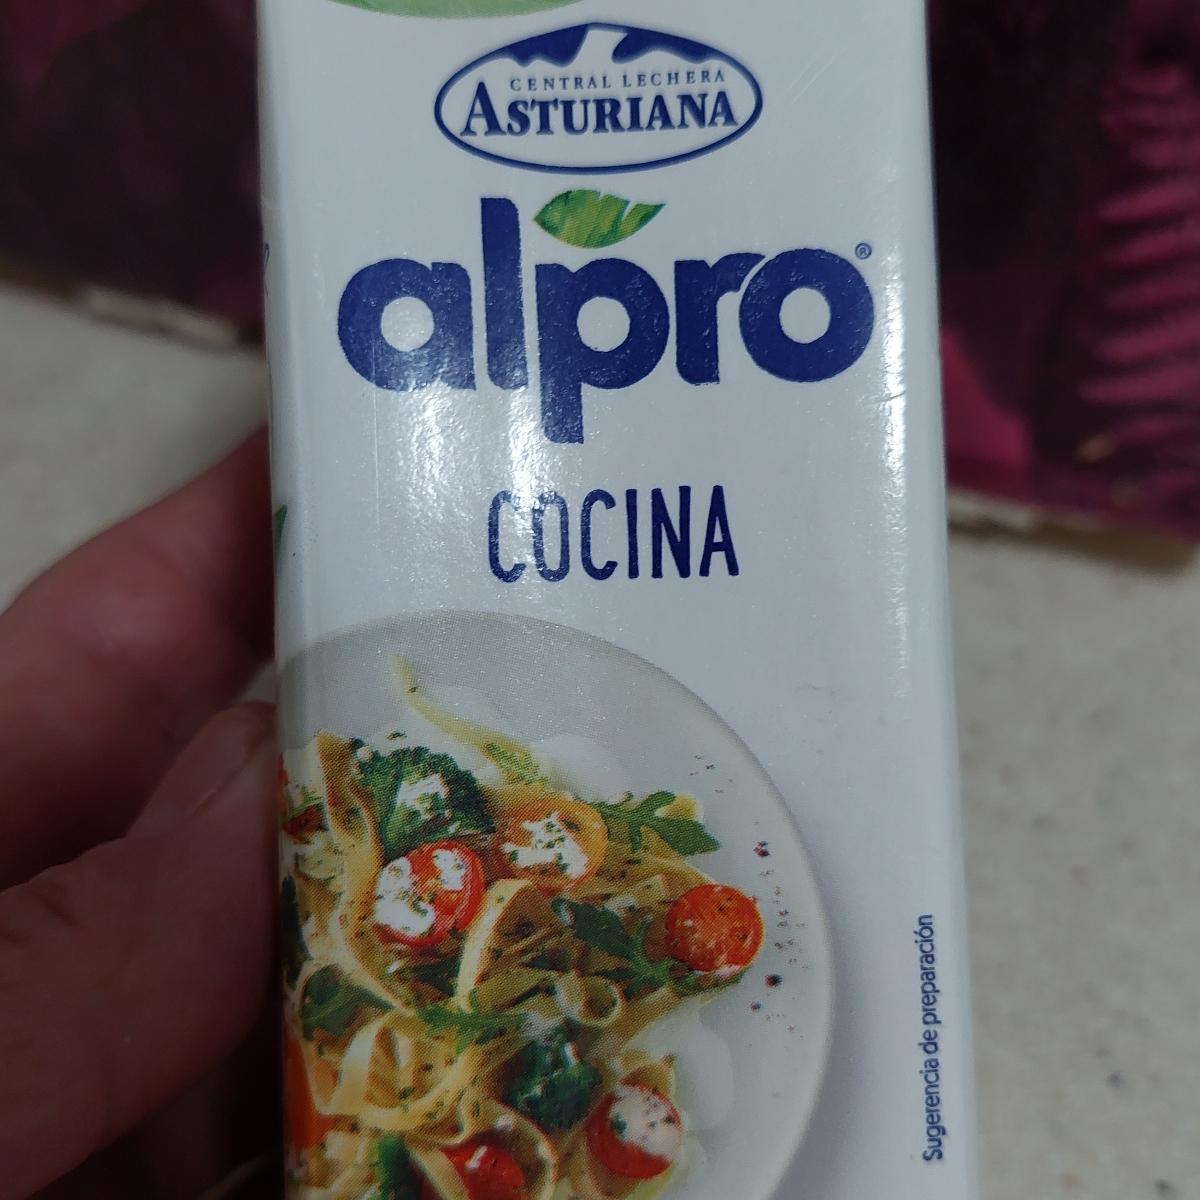 CENTRAL LECHERA
ASTURIANA
alpro®
COCINA
Sugerencia de preparación